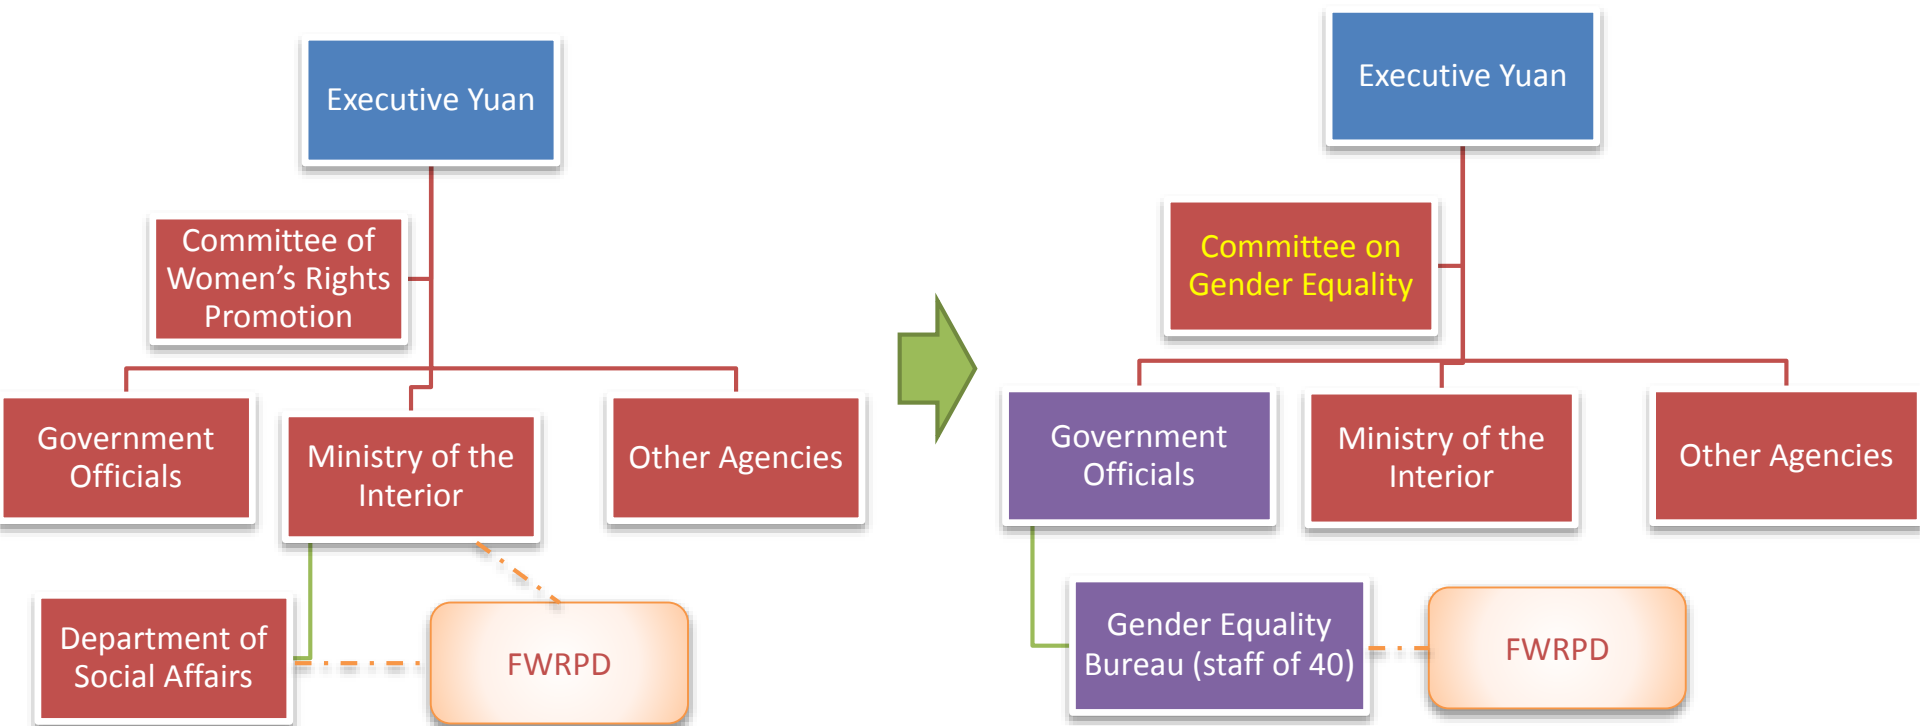 Executive Yuan
Committee of
Women’s Rights
Promotion
Government
Officials
Ministry of the
Interior
Other Agencies
Department of
Social Affairs
FWRPD
Executive Yuan
Committee on
Gender Equality
Government
Officials
Ministry of the
Interior
Other Agencies
Gender Equality
Bureau (staff of 40)
FWRPD